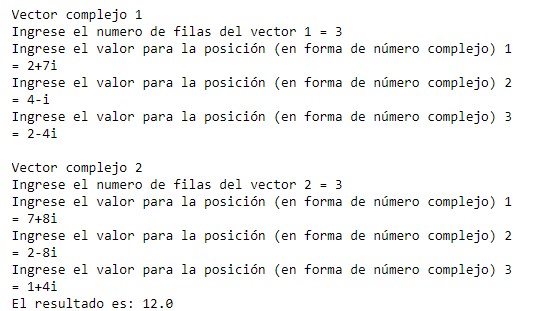 Vector complejo 1
Ingrese el numero de filas del vector 1 = 3
Ingrese el valor para la posición (en forma de número complejo) 1
= 2+7i
Ingrese el valor para la posición (en forma de número complejo) 2
= 4-i
Ingrese el valor para la posición (en forma de número complejo) 3
= 2-4i

Vector complejo 2
Ingrese el numero de filas del vector 2 = 3
Ingrese el valor para la posición (en forma de número complejo) 1
= 7+8i
Ingrese el valor para la posición (en forma de número complejo) 2
= 2-8i
Ingrese el valor para la posición (en forma de número complejo) 3
= 1+4i
El resultado es: 12.0